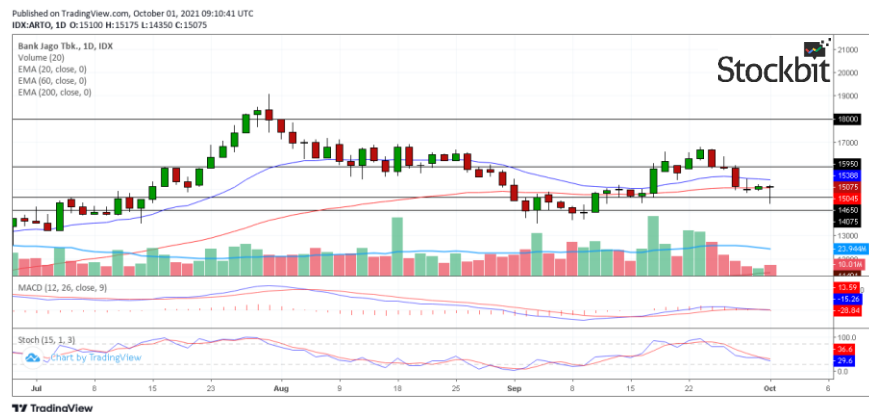 Published on TradingView.com, October 01, 2021 09:10:41 UTC
IDX:ARTO, 1D O:15100 H:15175 L:14350 C:15075
Bank Jago Tbk., 1D, IDX
Volume (20)
EMA (20, close, 0)
EMA (60, close, 0)
EMA (200, close, 0)
Stockbit
21000
20000
19000
18000
17000
15950
15388
15075
15045
14650
14075
13000
23.944M
10.01M
MACD (12, 26, close, 9)
13.59
-15.26
-28.84
Stoch (15, 1, 3)
chart by TradingView
100.0
36.6
29.6
0.0
Jul 8 15 23 Aug 9 18 25 Sep 8 15 22 Oct 6
TradingView